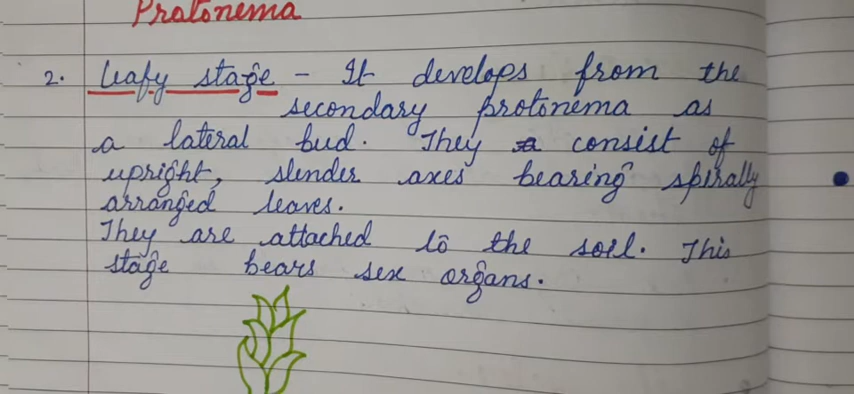 Protonema
2. Leafy stage - It develops from the
secondary protonema as
a lateral bud. They consist of
upright, slender axes bearing spirally
arranged leaves.
They are attached to the soil. This
stage bears sex organs.